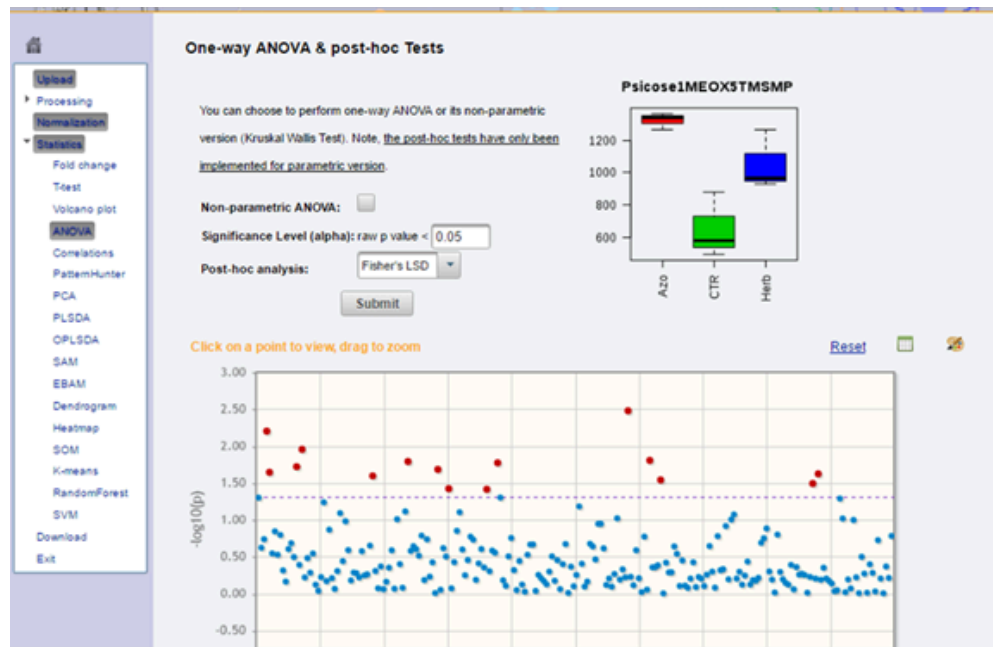 One-way ANOVA & post-hoc Tests
Upload
Processing
Normalization
Statistics
Fold change
T-test
Volcano plot
ANOVA
Correlations
PatternHunter
PCA
PLSDA
OPLSDA
SAM
EBAM
Dendrogram
Heatmap
SOM
K-means
RandomForest
SVM
Download
Exit
You can choose to perform one-way ANOVA or its non-parametric
version (Kruskal Wallis Test). Note, the post-hoc tests have only been
implemented for parametric version.
Non-parametric ANOVA:
Significance Level (alpha): raw p value < 0.05
Post-hoc analysis: Fisher's LSD
Submit
Psicose1MEOX5TMSMP
1200
1000
800
600
Azo
CTR
Herb
Click on a point to view, drag to zoom
Reset
3.00
2.50
2.00
1.50
1.00
0.50
0.00
-0.50
-log10(p)